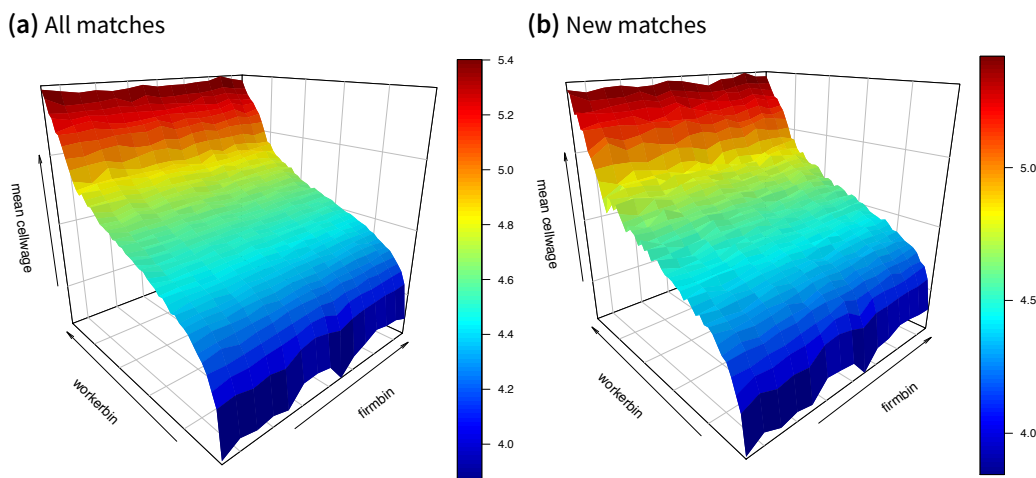 (a) All matches
mean cellwage
workerbin
firmbin
5.4
5.2
5.0
4.8
4.6
4.4
4.2
4.0
(b) New matches
mean cellwage
workerbin
firmbin
5.0
4.5
4.0